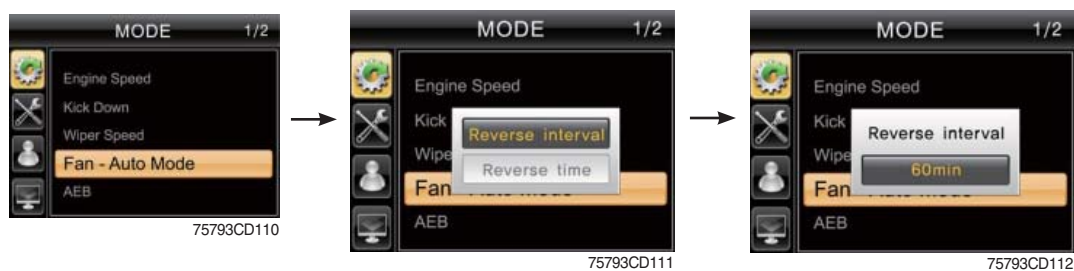 MODE 1/2
Engine Speed
Kick Down
Wiper Speed
Fan - Auto Mode
AEB
75793CD110
MODE 1/2
Engine Speed
Kick
Wipe
Fan
AEB
Reverse interval
Reverse time
75793CD111
MODE 1/2
Engine Speed
Kick
Wipe
Fan
AEB
Reverse interval
60min
75793CD112